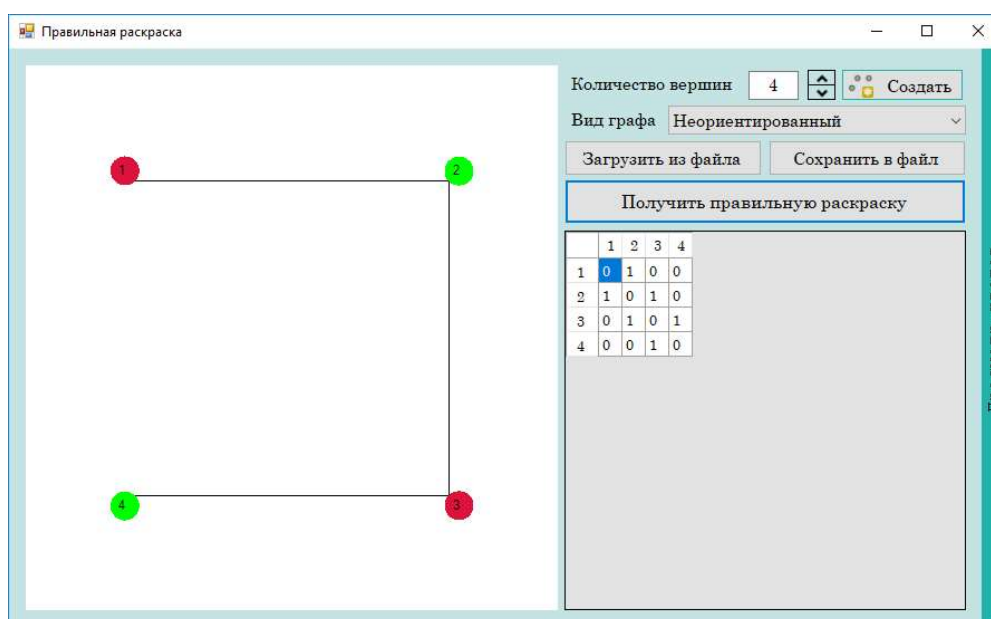 Правильная раскраска
Количество вершин 4 Создать
Вид графа Неориентированный
Загрузить из файла Сохранить в файл
Получить правильную раскраску
1 2
4 3
1 2 3 4
1 0 1 0 0
2 1 0 1 0
3 0 1 0 1
4 0 0 1 0